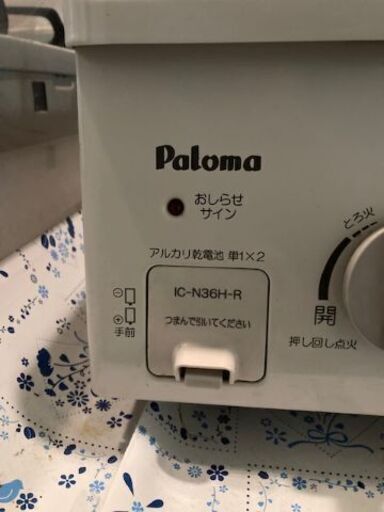 Paloma
おしらせ
サイン
とろ火
アルカリ乾電池 単1×2
IC-N36H-R
つまんで引いてください
⊖
⊕
手前
開
押し回し点火